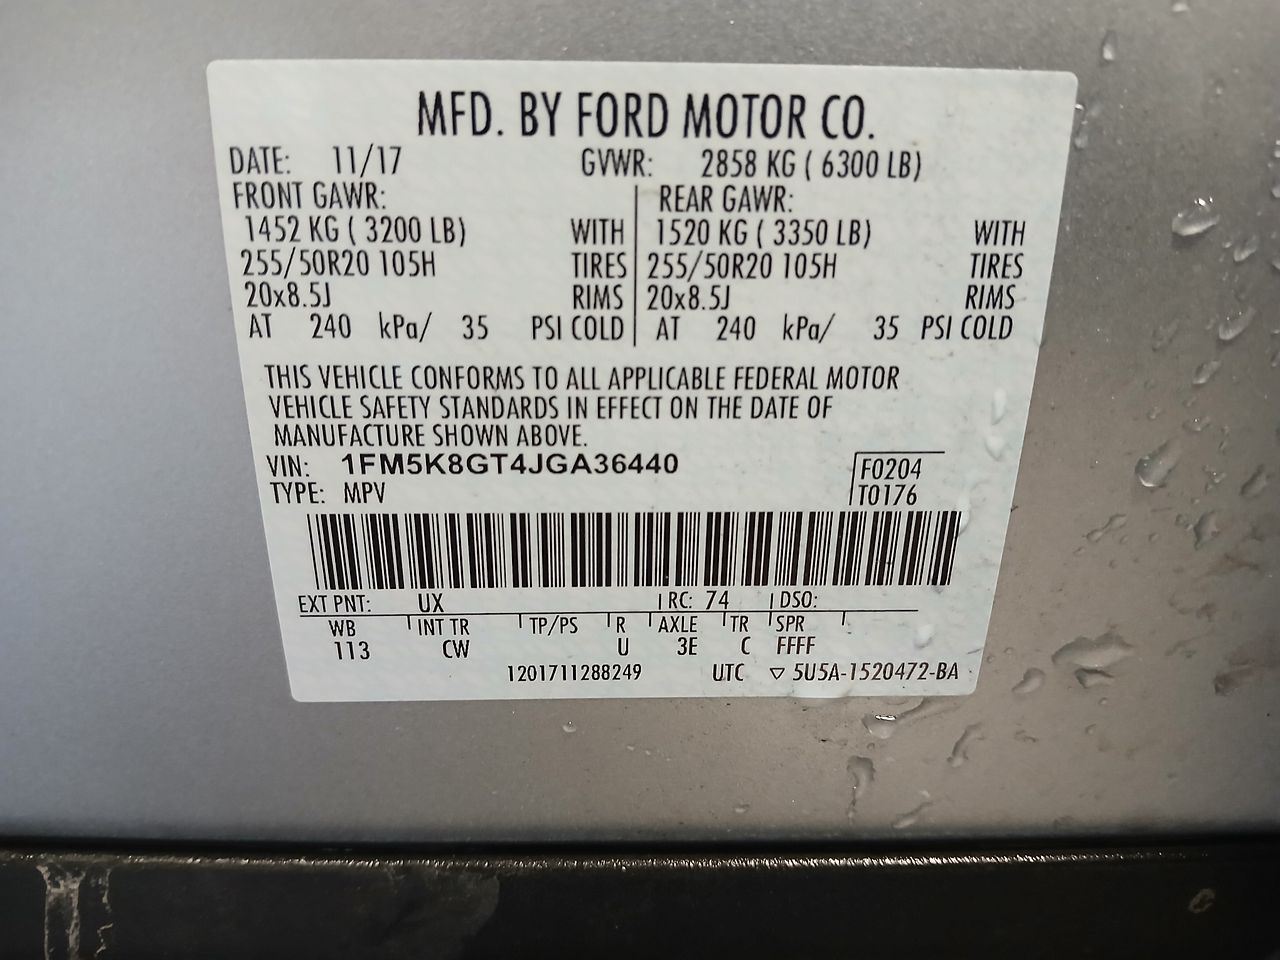 MFD. BY FORD MOTOR CO.
DATE: 11/17 GVWR: 2858 KG ( 6300 LB)
FRONT GAWR: REAR GAWR:
1452 KG ( 3200 LB) WITH 1520 KG ( 3350 LB) WITH
255/50R20 105H TIRES 255/50R20 105H TIRES
20x8.5J RIMS 20x8.5J RIMS
AT 240 kPa/ 35 PSI COLD AT 240 kPa/ 35 PSI COLD
THIS VEHICLE CONFORMS TO ALL APPLICABLE FEDERAL MOTOR
VEHICLE SAFETY STANDARDS IN EFFECT ON THE DATE OF
MANUFACTURE SHOWN ABOVE.
VIN: 1FM5K8GT4JGA36440 F0204
TYPE: MPV T0176
EXT PNT: UX RC: 74 DSO:
WB INT TR TP/PS R AXLE TR SPR
113 CW U 3E C FFFF
1201711288249 UTC ▽ 5U5A-1520472-BA